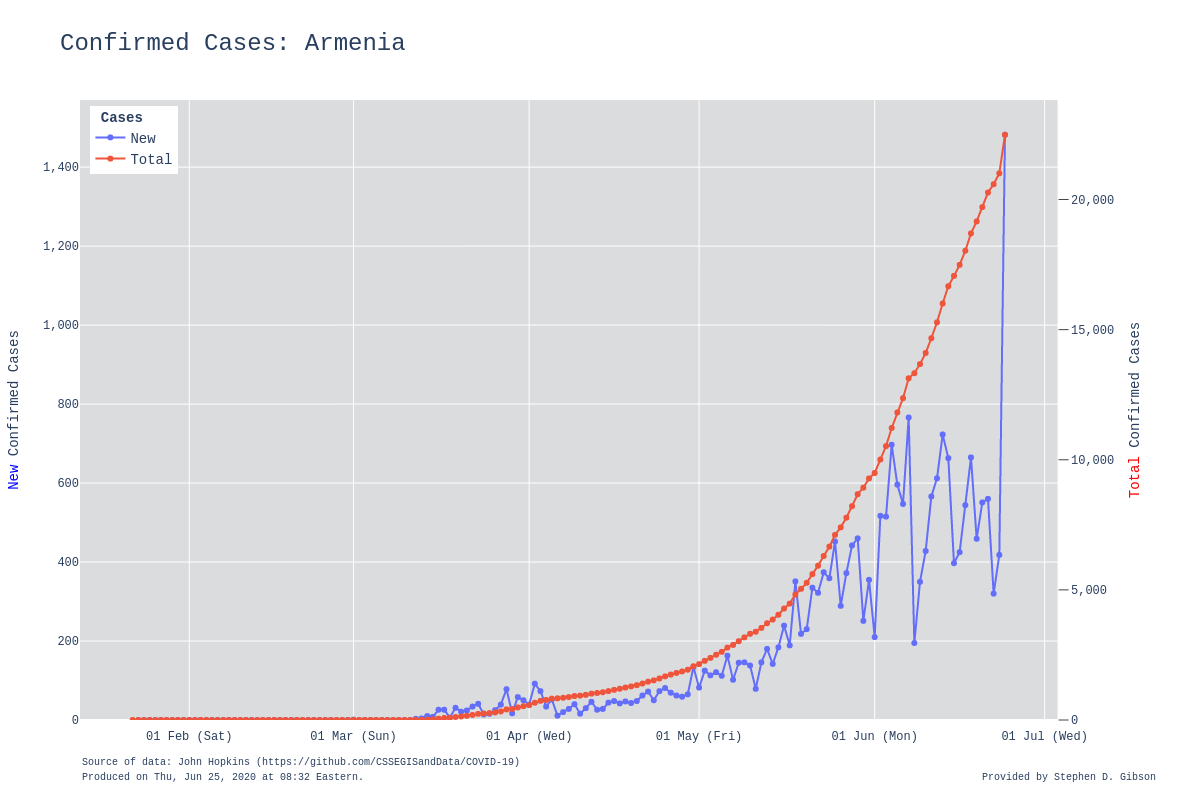 Confirmed Cases: Armenia
Cases
New
Total
1,400
1,200
1,000
800
600
400
200
0
New Confirmed Cases
20,000
15,000
10,000
5,000
0
Total Confirmed Cases
01 Feb (Sat) 01 Mar (Sun) 01 Apr (Wed) 01 May (Fri) 01 Jun (Mon) 01 Jul (Wed)
Source of data: John Hopkins (https://github.com/CSSEGISandData/COVID-19)
Produced on Thu, Jun 25, 2020 at 08:32 Eastern.
Provided by Stephen D. Gibson